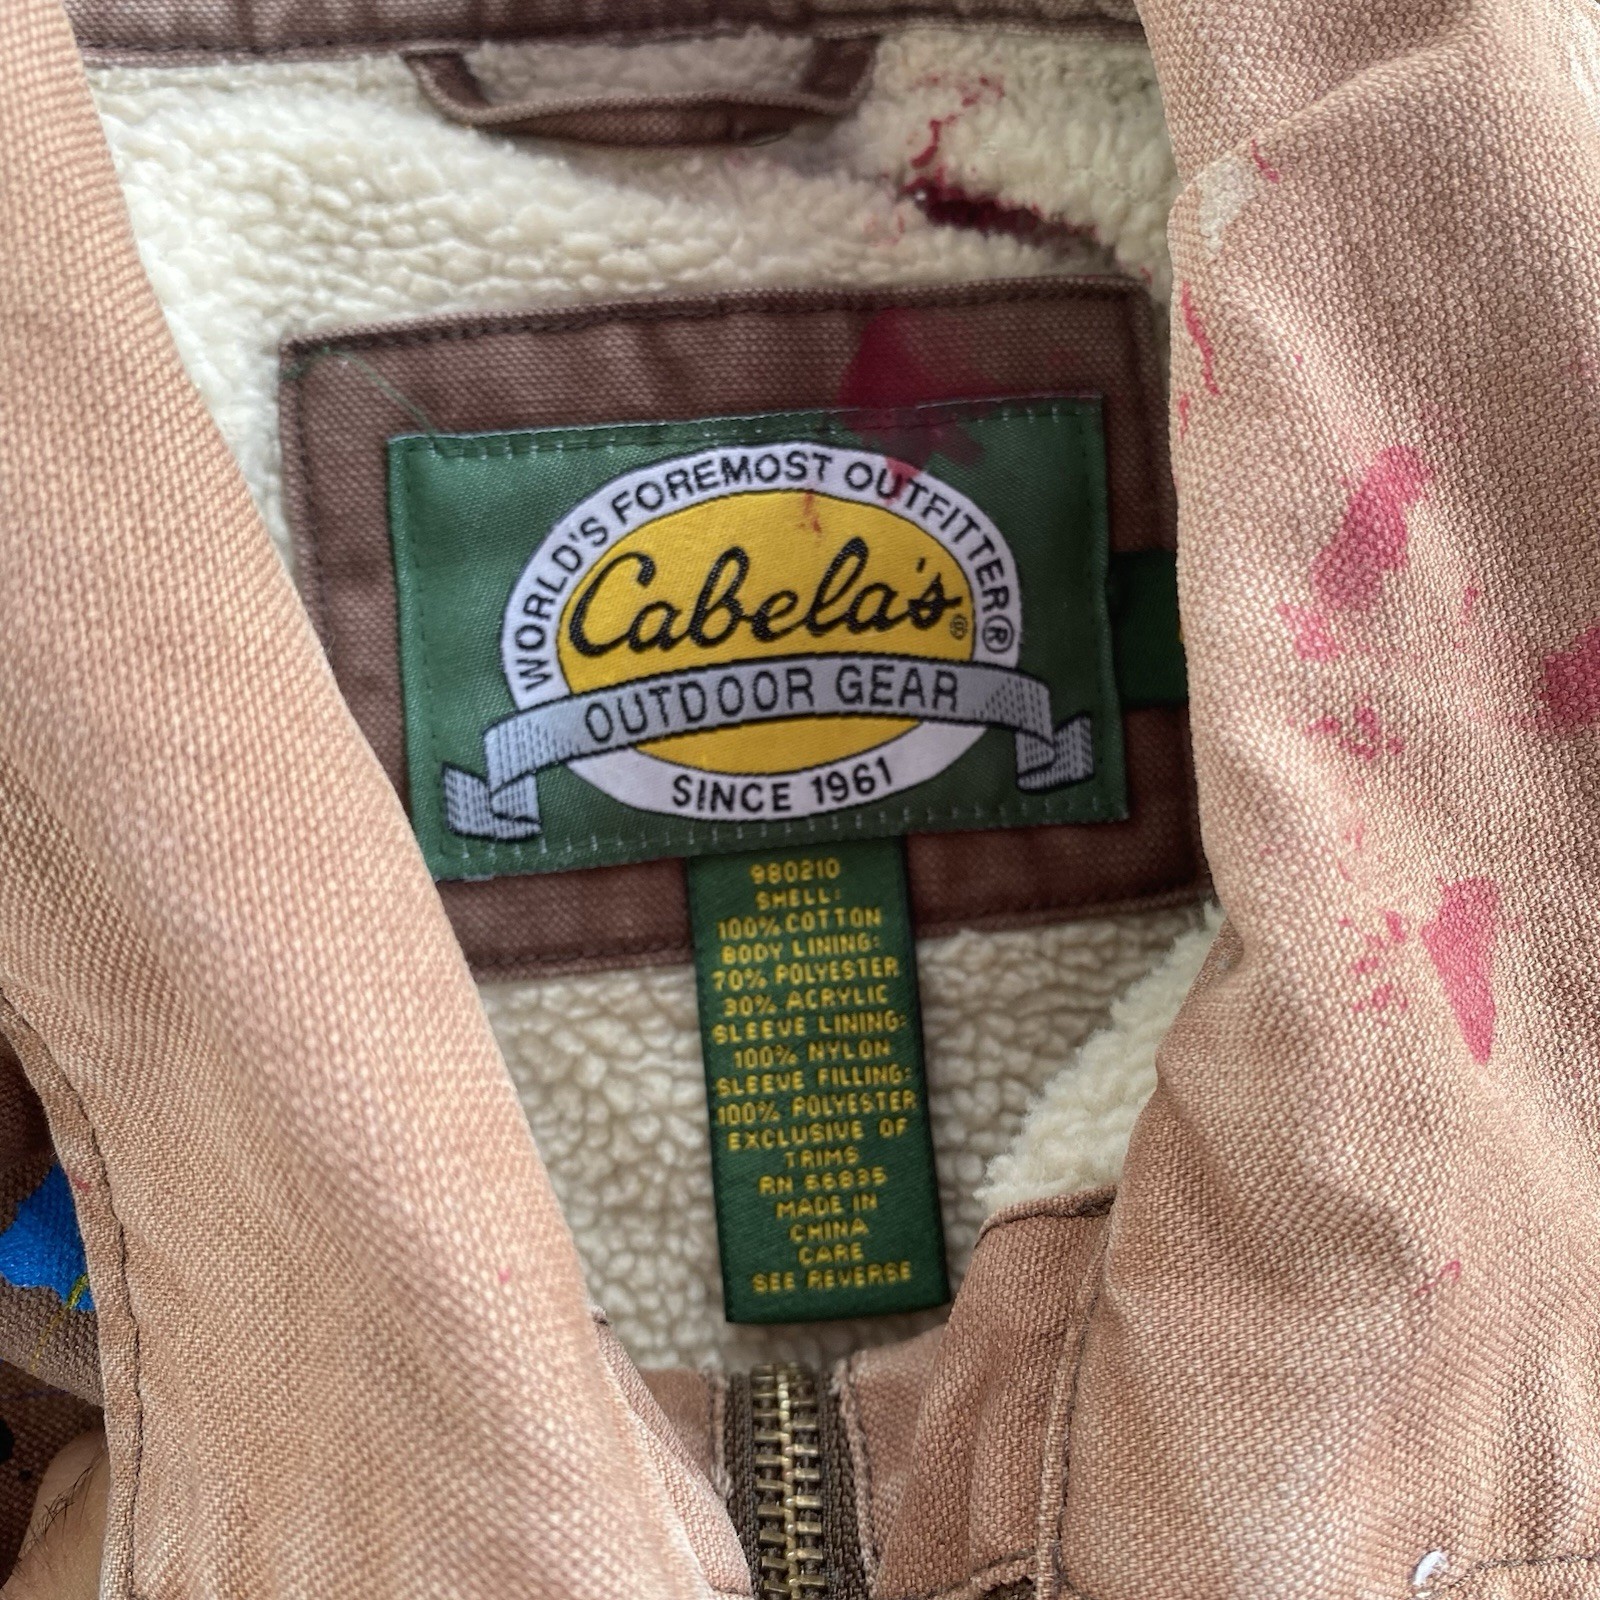 WORLD'S FOREMOST OUTFITTER®
Cabela's®
OUTDOOR GEAR
SINCE 1961
980210
SHELL:
100% COTTON
BODY LINING:
70% POLYESTER
30% ACRYLIC
SLEEVE LINING:
100% NYLON
SLEEVE FILLING:
100% POLYESTER
EXCLUSIVE OF
TRIMS
RN 56835
MADE IN
CHINA
CARE
SEE REVERSE